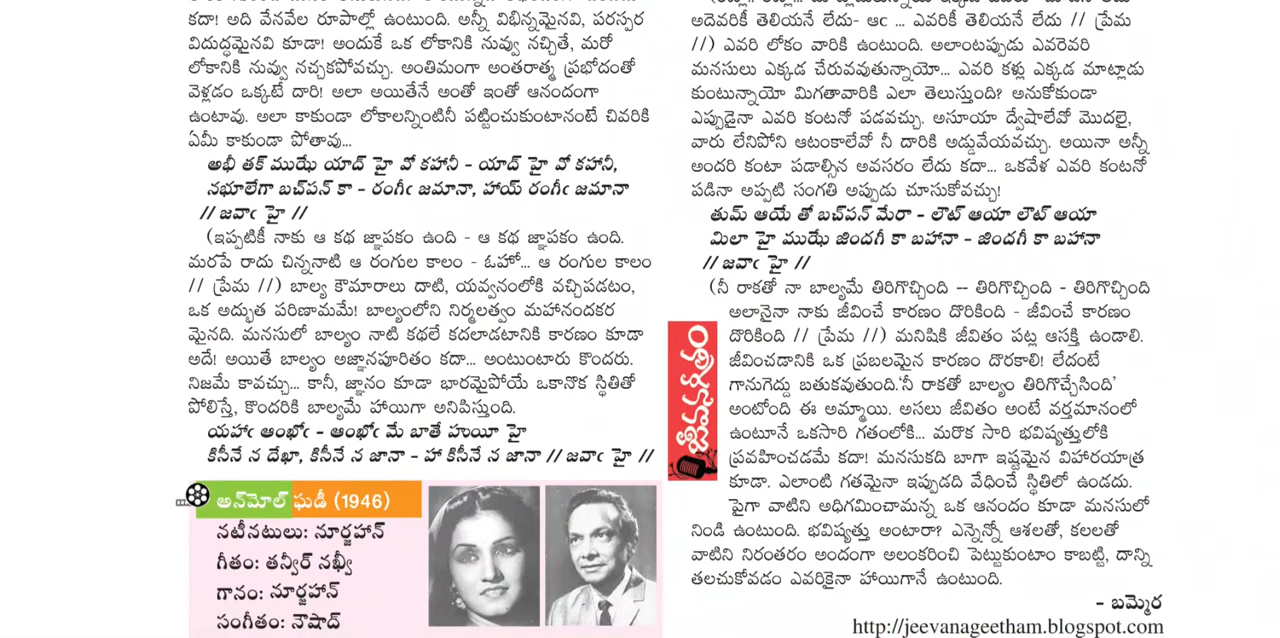 కదా! అది వేనవేల రూపాల్లో ఉంటుంది. అన్నీ విభిన్నమైనవి, పరస్పర
విరుద్ధమైనవి కూడా! అందుకే ఒక లోకానికి నువ్వు నచ్చితే, మరో
లోకానికి నువ్వు నచ్చకపోవచ్చు. అంతిమంగా అంతరాత్మ ప్రభోదంతో
వెళ్లడం ఒక్కటే దారి! అలా అయితేనే అంతో ఇంతో ఆనందంగా
ఉంటావు. అలా కాకుండా లోకాలన్నింటినీ పట్టించుకుంటానంటే చివరికి
ఏమీ కాకుండా పోతావు...
అభీ తక్ ముఝే యాద్ హై వో కహానీ - యాద్ హై వో కహానీ,
నభూలేగా బచ్‌పన్ కా - రంగీఁ జమానా, హాయ్ రంగీఁ జమానా
// జవాఁ హై //
(ఇప్పటికీ నాకు ఆ కథ జ్ఞాపకం ఉంది - ఆ కథ జ్ఞాపకం ఉంది.
మరపే రాదు చిన్ననాటి ఆ రంగుల కాలం - ఓహో... ఆ రంగుల కాలం
// ప్రేమ //) బాల్య కౌమారాలు దాటి, యవ్వనంలోకి వచ్చిపడటం,
ఒక అద్భుత పరిణామమే! బాల్యంలోని నిర్మలత్వం మహానందకర
మైనది. మనసులో బాల్యం నాటి కథలే కదలాడటానికి కారణం కూడా
అదే! అయితే బాల్యం అజ్ఞానపూరితం కదా... అంటుంటారు కొందరు.
నిజమే కావచ్చు... కానీ, జ్ఞానం కూడా భారమైపోయే ఒకానొక స్థితితో
పోలిస్తే, కొందరికి బాల్యమే హాయిగా అనిపిస్తుంది.
యహాఁ ఆంఖోఁ - ఆంఖోఁ మే బాతే హుయీ హై
కిసీనే న దేఖా, కిసీనే న జానా - హా కిసీనే న జానా // జవాఁ హై //
అన్‌మోల్ ఘడీ (1946)
నటీనటులు: నూర్జహాన్
గీతం: తన్వీర్ నఖ్వీ
గానం: నూర్జహాన్
సంగీతం: నౌషాద్
అదెవరికీ తెలియనే లేదు- ఆఁ ... ఎవరికీ తెలియనే లేదు // ప్రేమ
//) ఎవరి లోకం వారికి ఉంటుంది. అలాంటప్పుడు ఎవరెవరి
మనసులు ఎక్కడ చేరువవుతున్నాయో... ఎవరి కళ్లు ఎక్కడ మాట్లాడు
కుంటున్నాయో మిగతావారికి ఎలా తెలుస్తుంది? అనుకోకుండా
ఎప్పుడైనా ఎవరి కంటనో పడవచ్చు. అసూయా ద్వేషాలేవో మొదలై,
వారు లేనిపోని ఆటంకాలేవో నీ దారికి అడ్డువేయవచ్చు. అయినా అన్నీ
అందరి కంటా పడాల్సిన అవసరం లేదు కదా... ఒకవేళ ఎవరి కంటనో
పడినా అప్పటి సంగతి అప్పుడు చూసుకోవచ్చు!
తుమ్ ఆయే తో బచ్‌పన్ మేరా - లౌట్ ఆయా లౌట్ ఆయా
మిలా హై ముఝే జిందగీ కా బహానా - జిందగీ కా బహానా
// జవాఁ హై //
(నీ రాకతో నా బాల్యమే తిరిగొచ్చింది -- తిరిగొచ్చింది - తిరిగొచ్చింది
అలానైనా నాకు జీవించే కారణం దొరికింది - జీవించే కారణం
దొరికింది // ప్రేమ //) మనిషికి జీవితం పట్ల ఆసక్తి ఉండాలి.
జీవించడానికి ఒక ప్రబలమైన కారణం దొరకాలి! లేదంటే
గానుగెద్దు బతుకవుతుంది.'నీ రాకతో బాల్యం తిరిగొచ్చేసింది'
అంటోంది ఈ అమ్మాయి. అసలు జీవితం అంటే వర్తమానంలో
ఉంటూనే ఒకసారి గతంలోకి... మరొక సారి భవిష్యత్తులోకి
ప్రవహించడమే కదా! మనసుకది బాగా ఇష్టమైన విహారయాత్ర
కూడా. ఎలాంటి గతమైనా ఇప్పుడది వేధించే స్థితిలో ఉండదు.
పైగా వాటిని అధిగమించామన్న ఒక ఆనందం కూడా మనసులో
నిండి ఉంటుంది. భవిష్యత్తు అంటారా? ఎన్నెన్నో ఆశలతో, కలలతో
వాటిని నిరంతరం అందంగా అలంకరించి పెట్టుకుంటాం కాబట్టి, దాన్ని
తలచుకోవడం ఎవరికైనా హాయిగానే ఉంటుంది.
- బమ్మెర
http://jeevanageetham.blogspot.com
జీవనగీతం